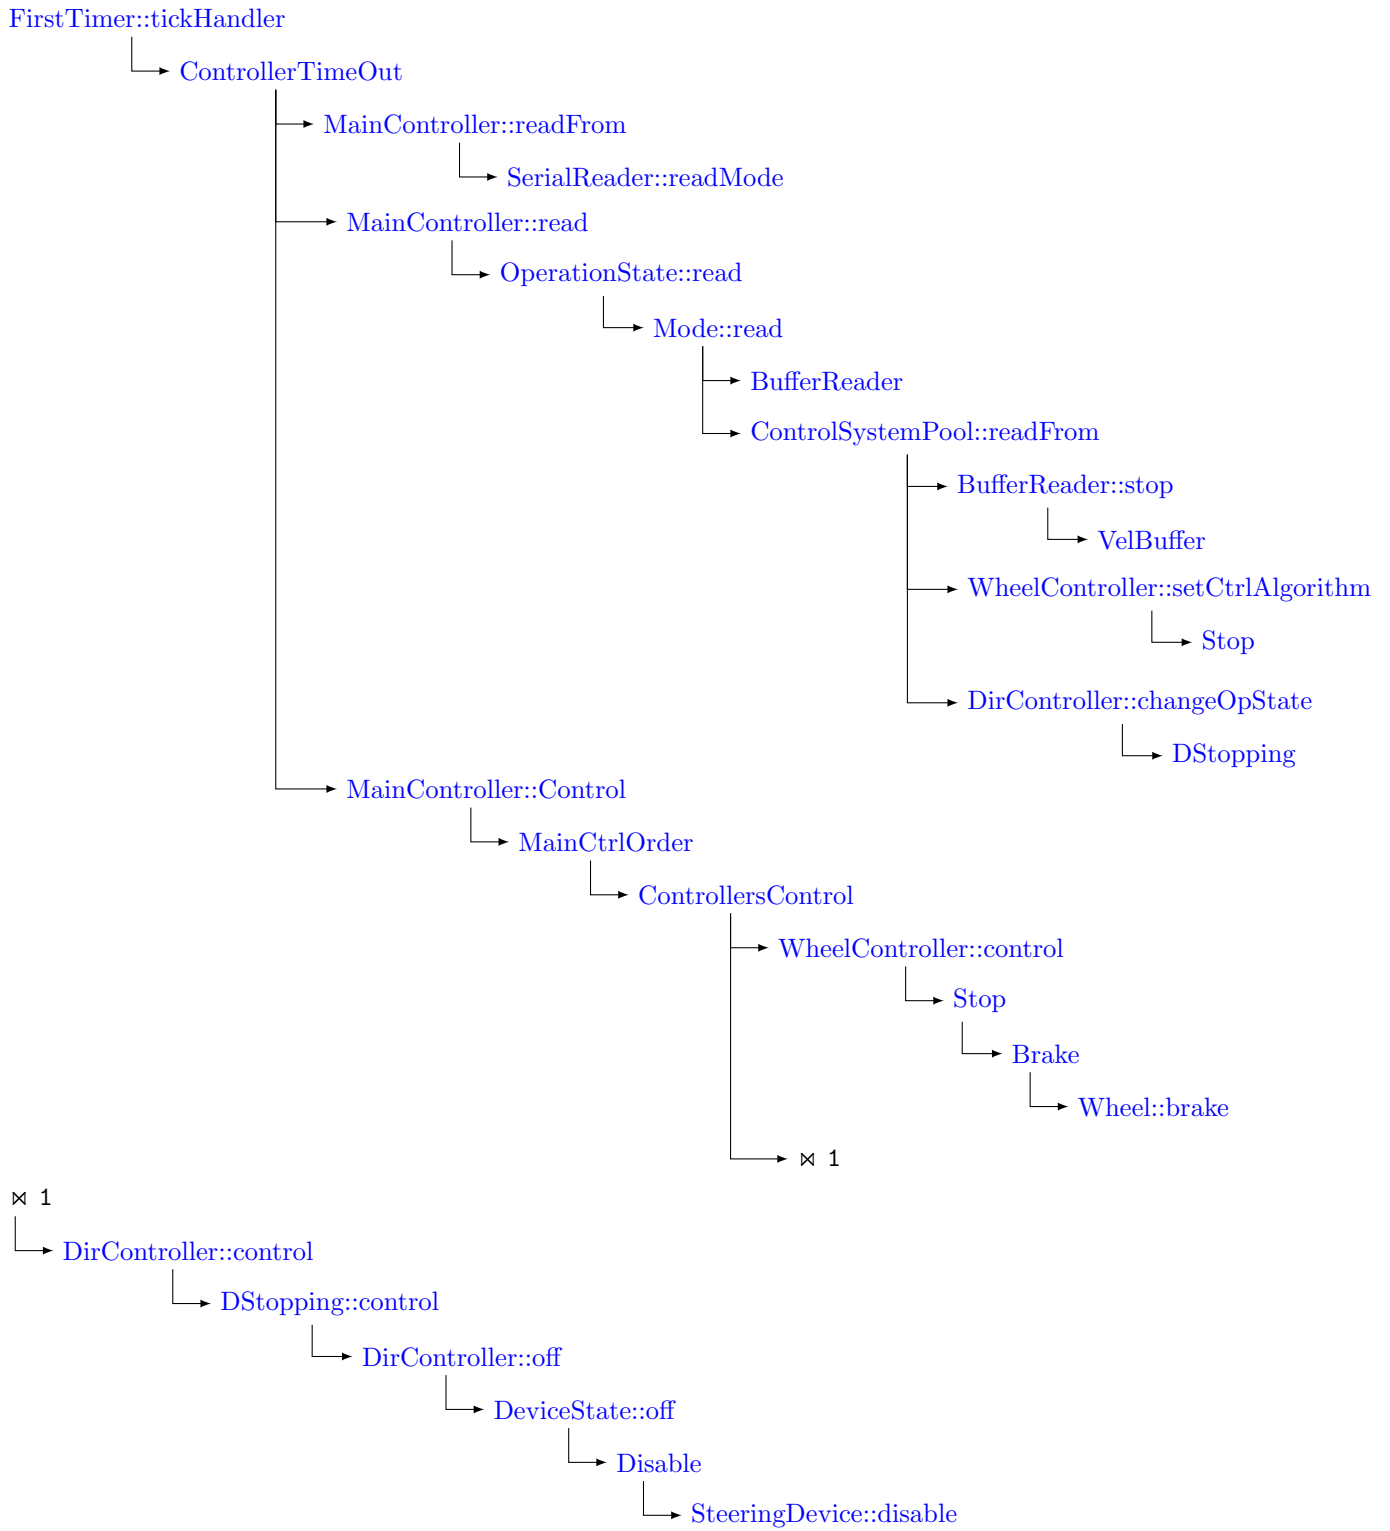 FirstTimer::tickHandler
ControllerTimeOut
MainController::readFrom
SerialReader::readMode
MainController::read
OperationState::read
Mode::read
BufferReader
ControlSystemPool::readFrom
BufferReader::stop
VelBuffer
WheelController::setCtrlAlgorithm
Stop
DirController::changeOpState
DStopping
MainController::Control
MainCtrlOrder
ControllersControl
WheelController::control
Stop
Brake
Wheel::brake
⋈ 1
⋈ 1
DirController::control
DStopping::control
DirController::off
DeviceState::off
Disable
SteeringDevice::disable